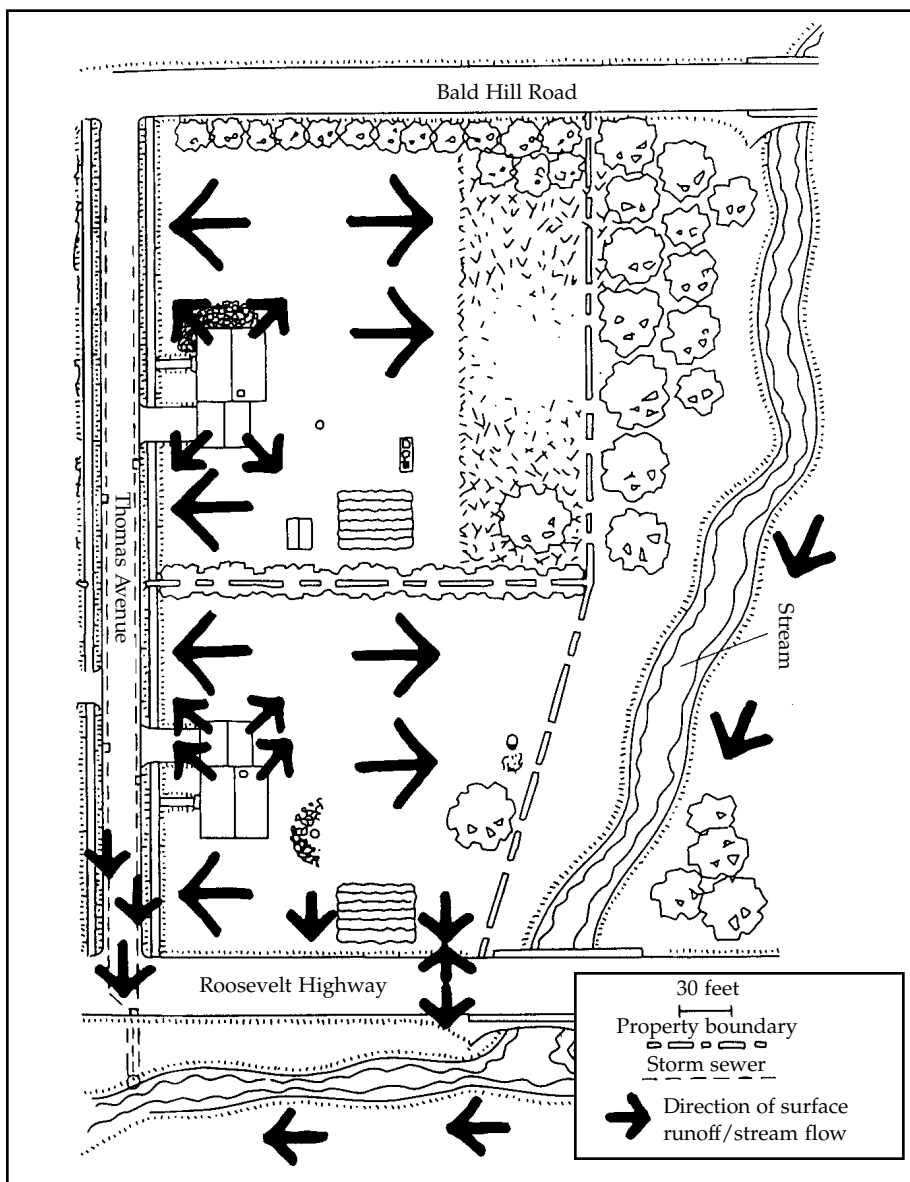 Bald Hill Road
Thomas Avenue
Stream
Roosevelt Highway
30 feet
Property boundary
Storm sewer
Direction of surface
runoff/stream flow